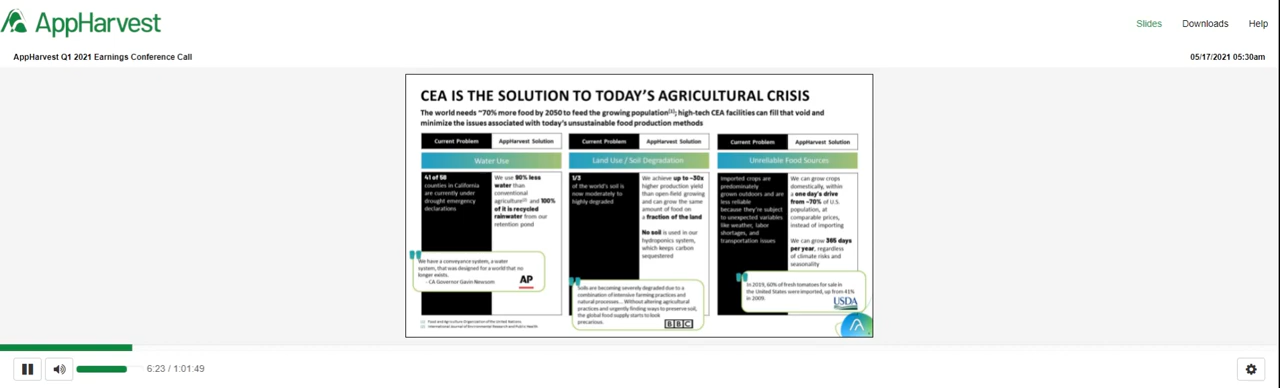 AppHarvest
Slides
Downloads
Help
AppHarvest Q1 2021 Earnings Conference Call
05/17/2021 05:30am
CEA IS THE SOLUTION TO TODAY'S AGRICULTURAL CRISIS
The world needs ~70% more food by 2050 to feed the growing population[1]; high-tech CEA facilities can fill that void and
minimize the issues associated with today's unsustainable food production methods
Current Problem
AppHarvest Solution
Water Use
41 of 58
counties in California
are currently under
drought emergency
declarations
We use 90% less
water than
conventional
agriculture[2] and 100%
of it is recycled
rainwater from our
retention pond
We have a conveyance system, a water
system, that was designed for a world that no
longer exists.
- CA Governor Gavin Newsom
AP
Current Problem
AppHarvest Solution
Land Use / Soil Degradation
1/3
of the world's soil is
now moderately to
highly degraded
We achieve up to ~30x
higher production yield
than open-field growing
and can grow the same
amount of food on
a fraction of the land
No soil is used in our
hydroponics system,
which keeps carbon
sequestered
Soils are becoming severely degraded due to a
combination of intensive farming practices and
natural processes... Without altering agricultural
practices and urgently finding ways to preserve soil,
the global food supply starts to look
precarious.
BBC
Current Problem
AppHarvest Solution
Unreliable Food Sources
Imported crops are
predominately
grown outdoors and are
less reliable
because they're subject
to unexpected variables
like weather, labor
shortages, and
transportation issues
We can grow crops
domestically, within
a one day's drive
from ~70% of U.S.
population, at
comparable prices,
instead of importing
We can grow 365 days
per year, regardless
of climate risks and
seasonality
In 2019, 60% of fresh tomatoes for sale in
the United States were imported, up from 41%
in 2009.
USDA
[1] Food and Agriculture Organization of the United Nations
[2] International Journal of Environmental Research and Public Health
6:23 / 1:01:49